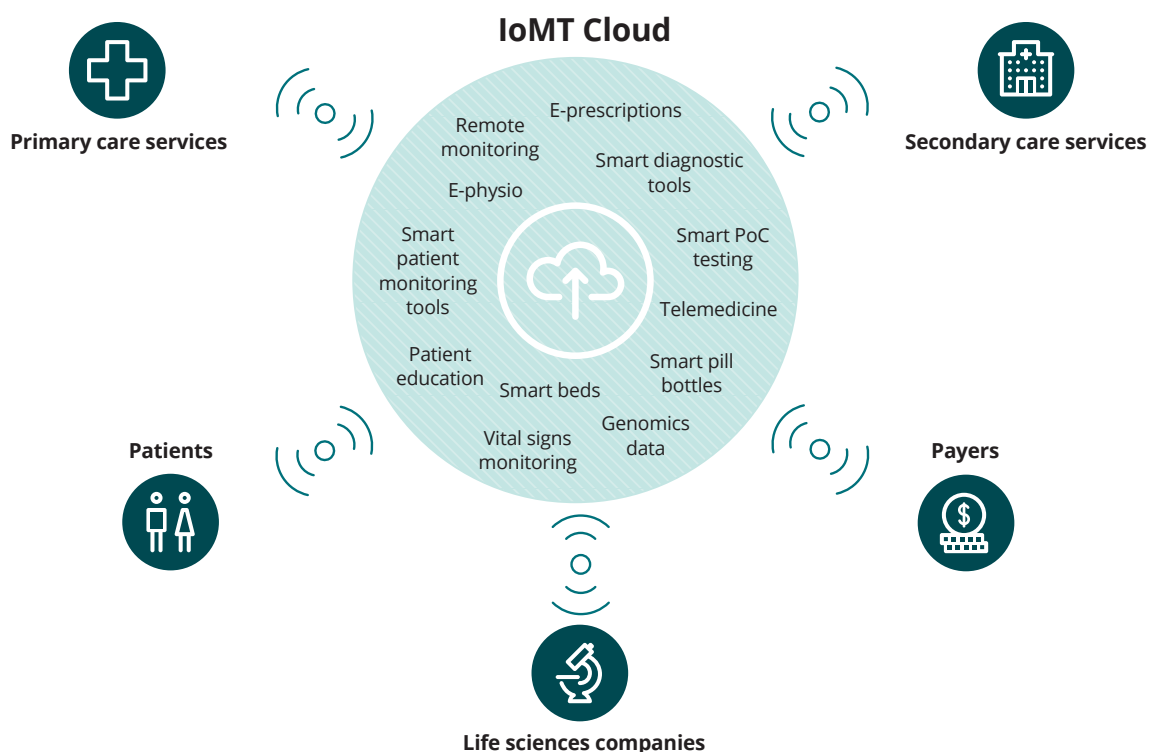 IoMT Cloud
Primary care services
Secondary care services
E-prescriptions
Remote
monitoring
Smart diagnostic
tools
E-physio
Smart
patient
monitoring
tools
Smart PoC
testing
Telemedicine
Patient
education
Smart pill
bottles
Smart beds
Genomics
data
Vital signs
monitoring
Patients
Payers
$
Life sciences companies